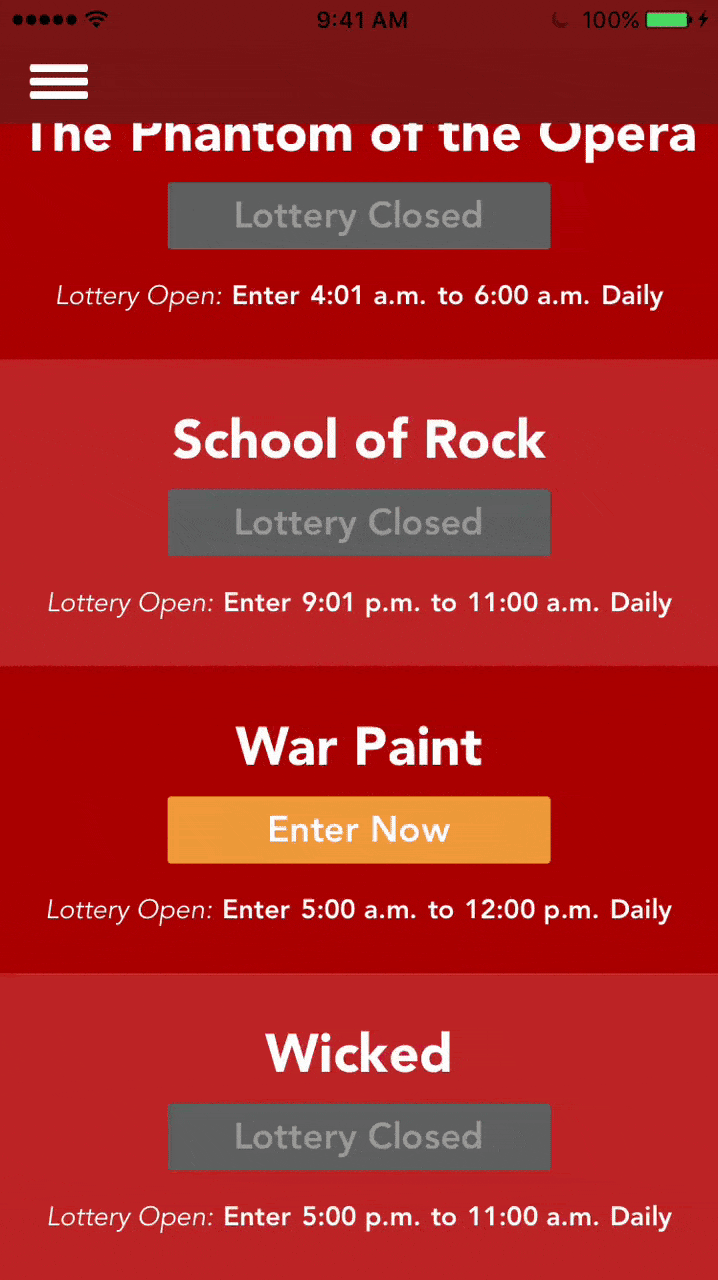 9:41 AM 100%
The Phantom of the Opera
Lottery Closed
Lottery Open: Enter 4:01 a.m. to 6:00 a.m. Daily
School of Rock
Lottery Closed
Lottery Open: Enter 9:01 p.m. to 11:00 a.m. Daily
War Paint
Enter Now
Lottery Open: Enter 5:00 a.m. to 12:00 p.m. Daily
Wicked
Lottery Closed
Lottery Open: Enter 5:00 p.m. to 11:00 a.m. Daily